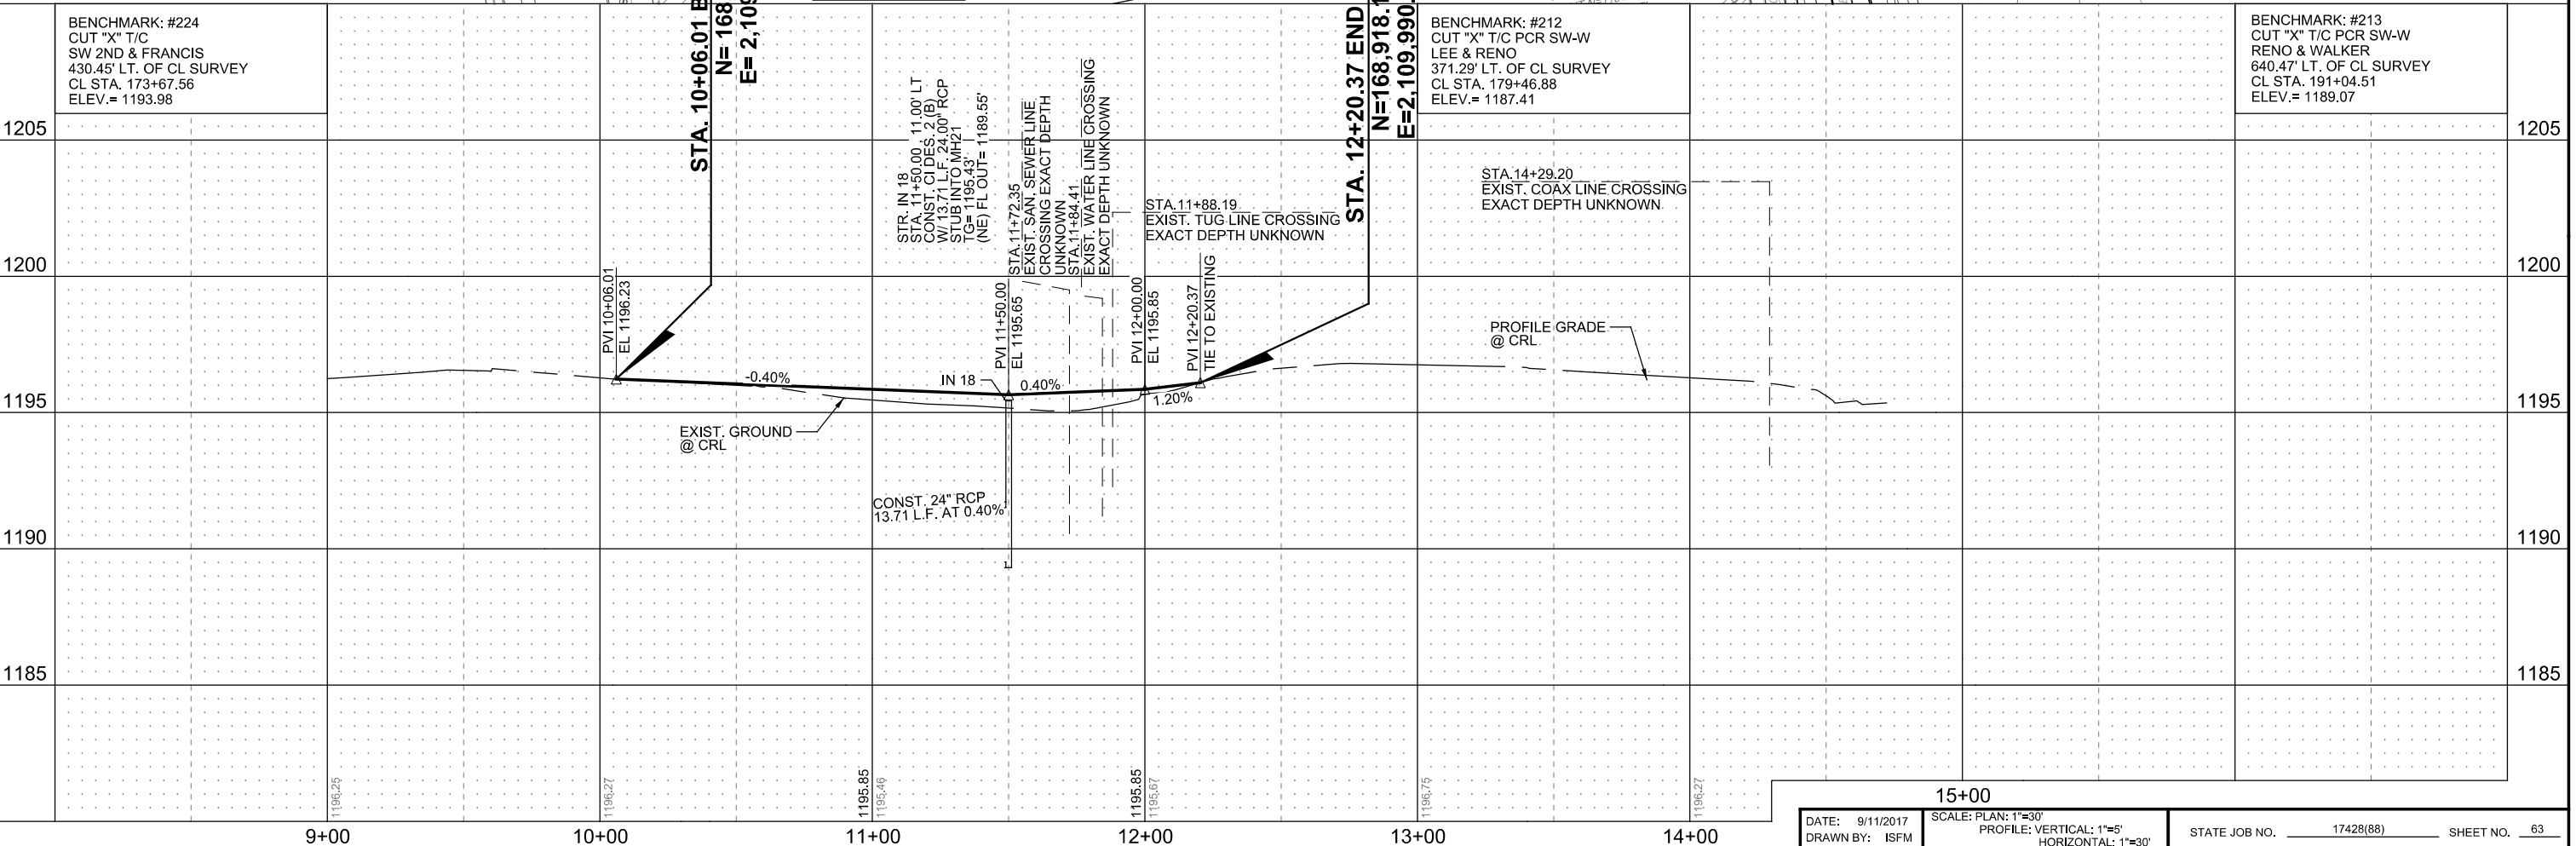 BENCHMARK: #224
CUT "X" T/C
SW 2ND & FRANCIS
430.45' LT. OF CL SURVEY
CL STA. 173+67.56
ELEV.= 1193.98
STA. 10+06.01 B
N= 168
E= 2,109
STA. 12+20.37 END
N=168,918.1
E=2,109,990.
BENCHMARK: #212
CUT "X" T/C PCR SW-W
LEE & RENO
371.29' LT. OF CL SURVEY
CL STA. 179+46.88
ELEV.= 1187.41
BENCHMARK: #213
CUT "X" T/C PCR SW-W
RENO & WALKER
640.47' LT. OF CL SURVEY
CL STA. 191+04.51
ELEV.= 1189.07
1205
1205
STR. IN 18
STA. 11+50.00 , 11.00' LT
CONST. CI DES. 2 (B)
W/ 13.71 L.F. 24.00" RCP
STUB INTO MH21
TG= 1195.43'
(NE) FL OUT= 1189.55'
STA.11+72.35
EXIST. SAN. SEWER LINE
CROSSING EXACT DEPTH
UNKNOWN
STA.11+84.41
EXIST. WATER LINE CROSSING
EXACT DEPTH UNKNOWN
STA.11+88.19
EXIST. TUG LINE CROSSING
EXACT DEPTH UNKNOWN
STA.14+29.20
EXIST. COAX LINE CROSSING
EXACT DEPTH UNKNOWN
1200
1200
PVI 10+06.01
EL 1196.23
PVI 11+50.00
EL 1195.65
PVI 12+00.00
EL 1195.85
PVI 12+20.37
TIE TO EXISTING
PROFILE GRADE
@ CRL
-0.40%
IN 18
0.40%
1.20%
1195
1195
EXIST. GROUND
@ CRL
CONST. 24" RCP
13.71 L.F. AT 0.40%
1190
1190
1185
1185
1196.25
1196.27
1195.85
1195.46
1195.85
1195.67
1196.75
1196.27
9+00
10+00
11+00
12+00
13+00
14+00
15+00
DATE: 9/11/2017
DRAWN BY: ISFM
SCALE: PLAN: 1"=30'
PROFILE: VERTICAL: 1"=5'
HORIZONTAL: 1"=30'
STATE JOB NO. 17428(88)
SHEET NO. 63